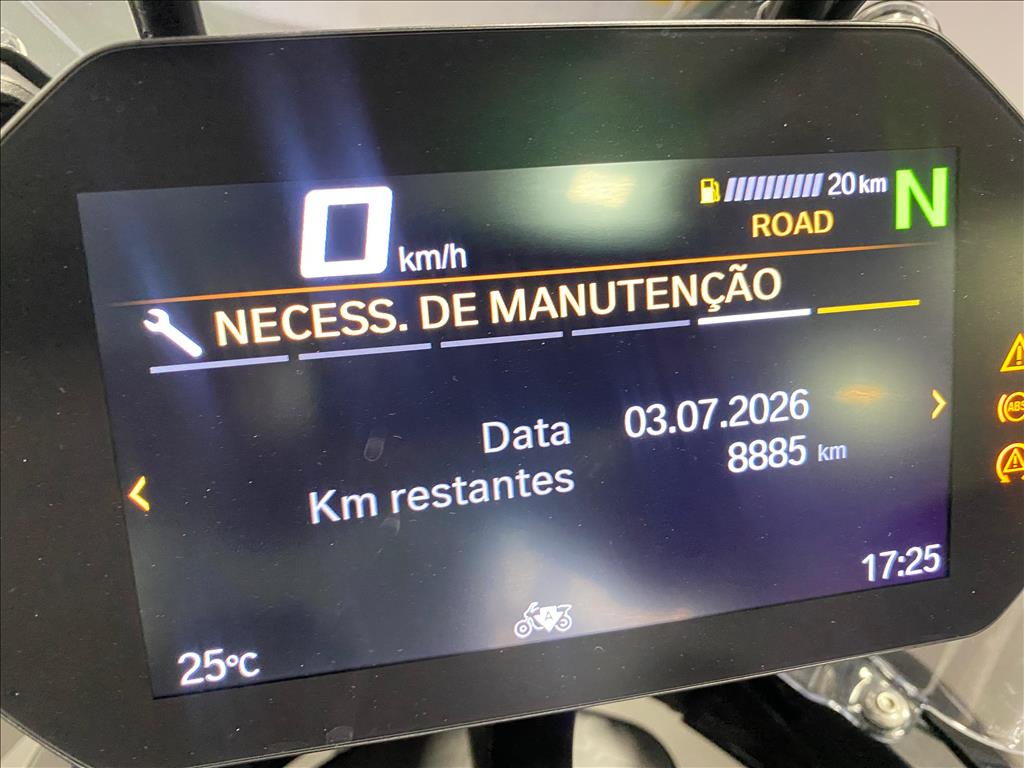 20 km
N
ROAD
0 km/h
NECESS. DE MANUTENÇÃO
Data 03.07.2026
Km restantes 8885 km
ABS
17:25
A
25°C